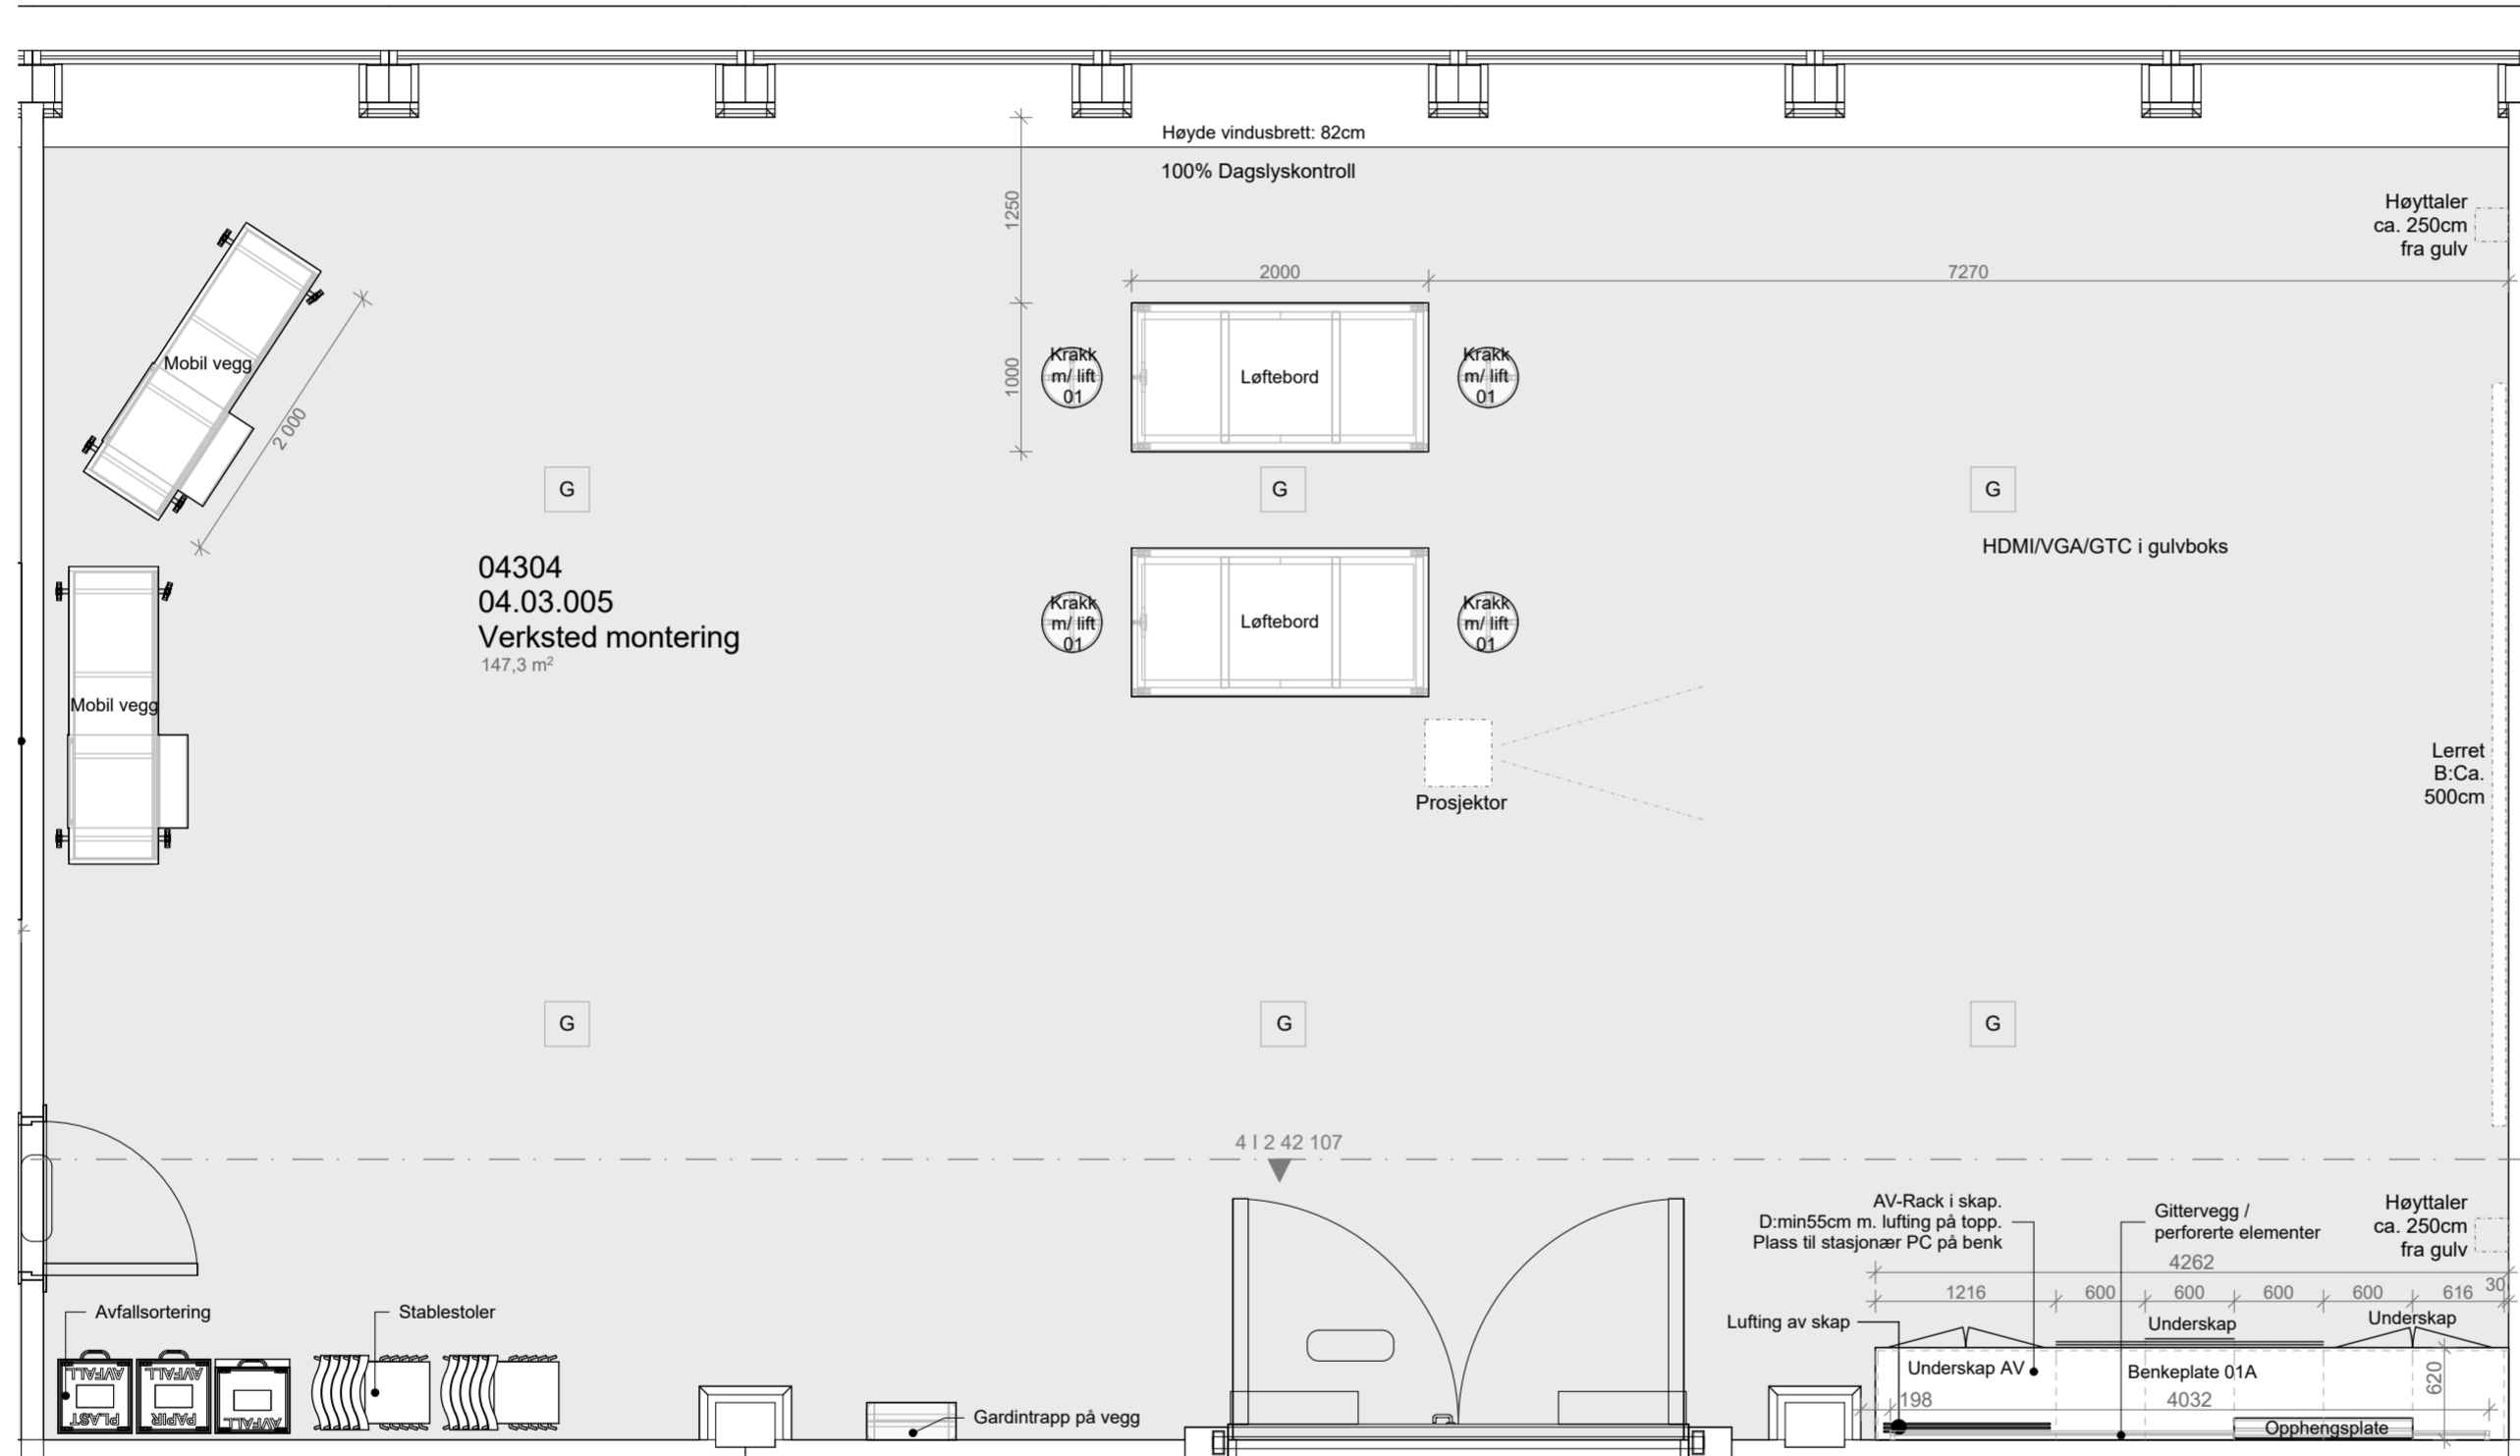 Høyde vindusbrett: 82cm
100% Dagslyskontroll
1250
Høyttaler
ca. 250cm
fra gulv
2000
7270
Mobil vegg
2 000
1000
Krakk
m/ lift
01
Løftebord
Krakk
m/ lift
01
G
G
G
HDMI/VGA/GTC i gulvboks
04304
04.03.005
Verksted montering
147,3 m²
Krakk
m/ lift
01
Løftebord
Krakk
m/ lift
01
Mobil vegg
Prosjektor
Lerret
B:Ca.
500cm
G
G
G
4 I 2 42 107
AV-Rack i skap.
D:min55cm m. lufting på topp.
Plass til stasjonær PC på benk
Gittervegg /
perforerte elementer
Høyttaler
ca. 250cm
fra gulv
4262
30
1216
600
600
600
600
616
Avfallsortering
Stablestoler
Lufting av skap
Underskap
Underskap
Underskap AV
Benkeplate 01A
620
198
4032
Opphengsplate
Gardintrapp på vegg
AVFALL
PLAST
AVFALL
PAPIR
AVFALL